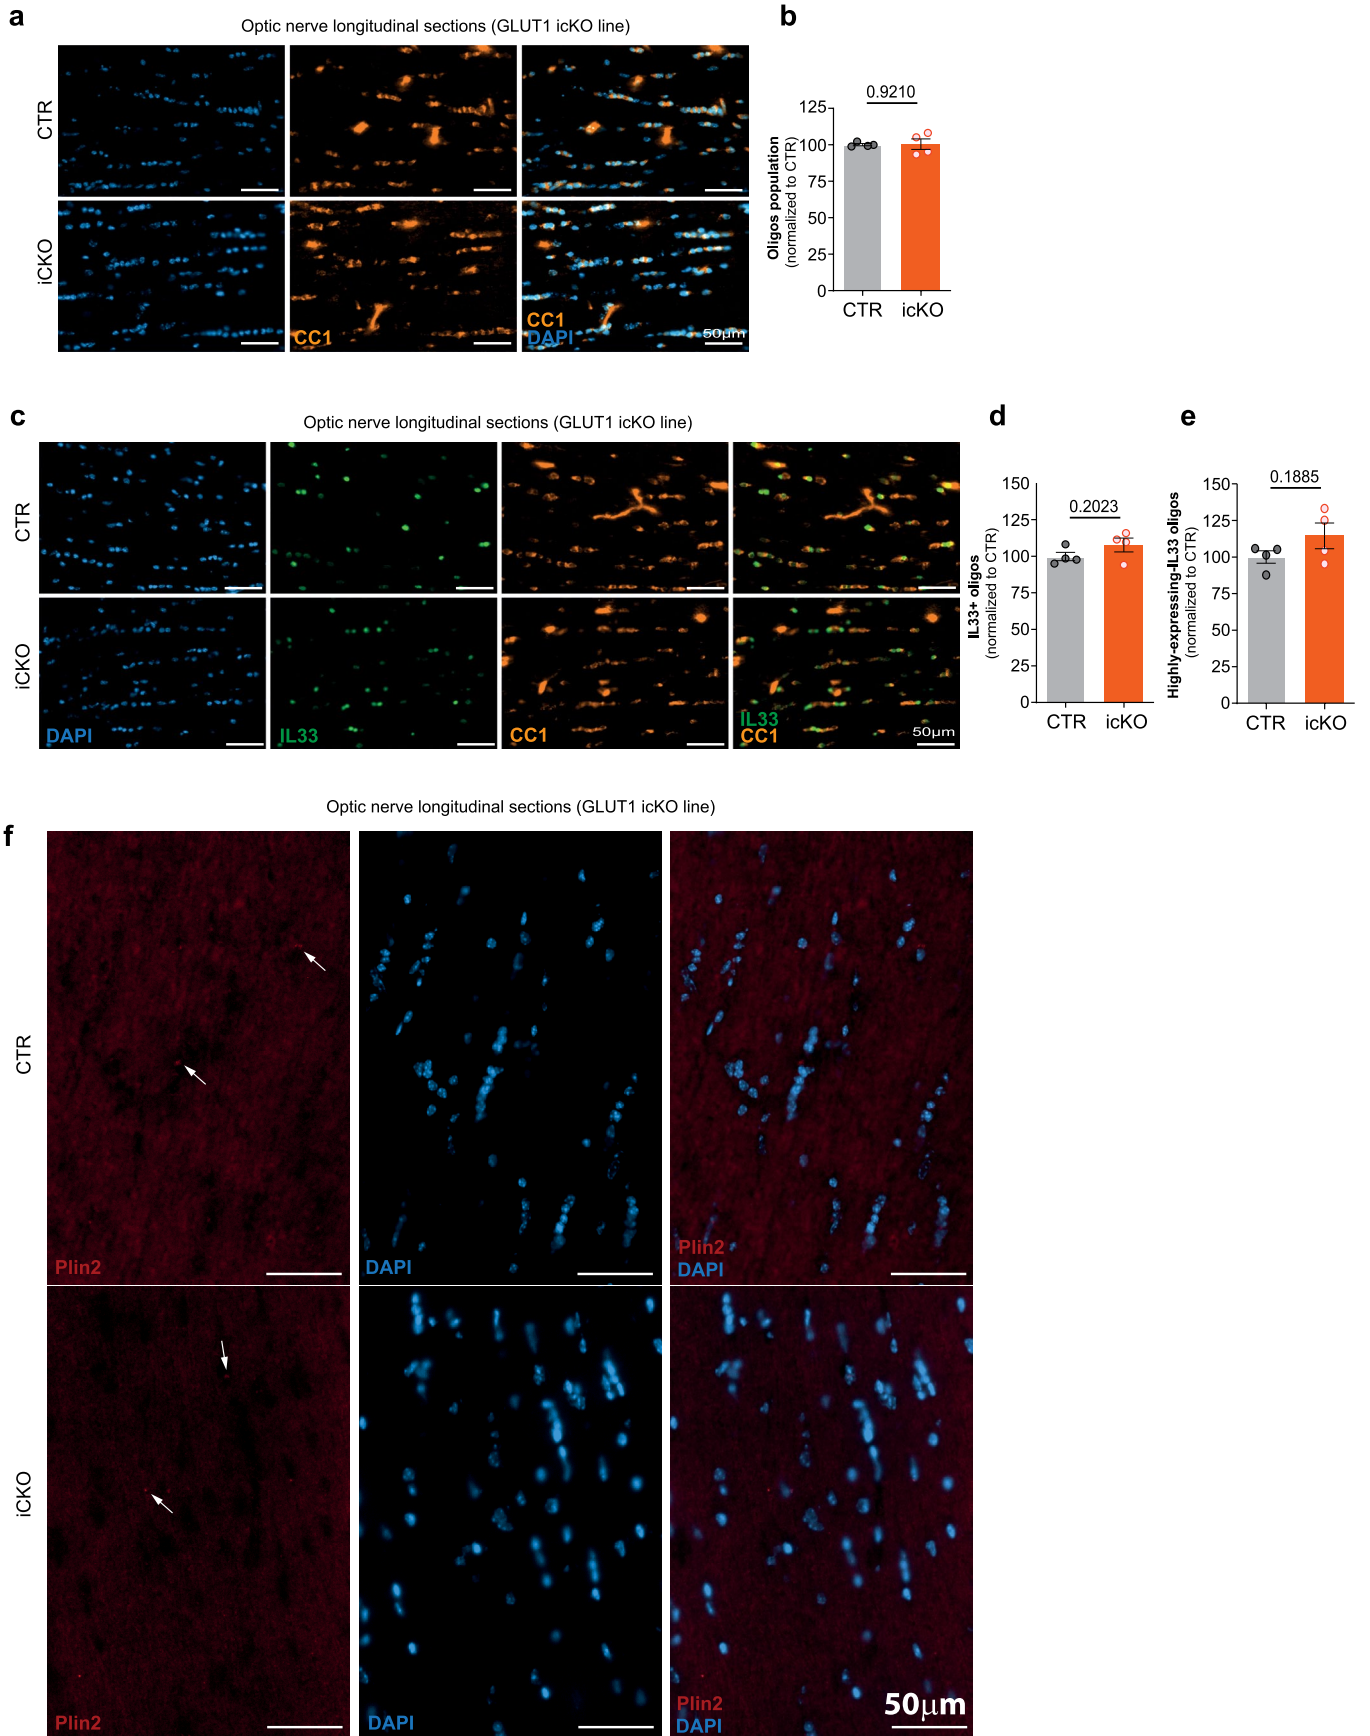 a
Optic nerve longitudinal sections (GLUT1 icKO line)
CTR
iCKO
CC1
CC1
DAPI
50µm
b
0.9210
Oligos population
(normalized to CTR)
125
100
75
50
25
0
CTR icKO
c
Optic nerve longitudinal sections (GLUT1 icKO line)
CTR
iCKO
DAPI
IL33
CC1
IL33
CC1
50µm
d
0.2023
IL33+ oligos
(normalized to CTR)
150
125
100
75
50
25
0
CTR icKO
e
0.1885
Highly-expressing-IL33 oligos
(normalized to CTR)
150
125
100
75
50
25
0
CTR icKO
f
Optic nerve longitudinal sections (GLUT1 icKO line)
CTR
Plin2
DAPI
Plin2
DAPI
iCKO
Plin2
DAPI
Plin2
DAPI
50µm